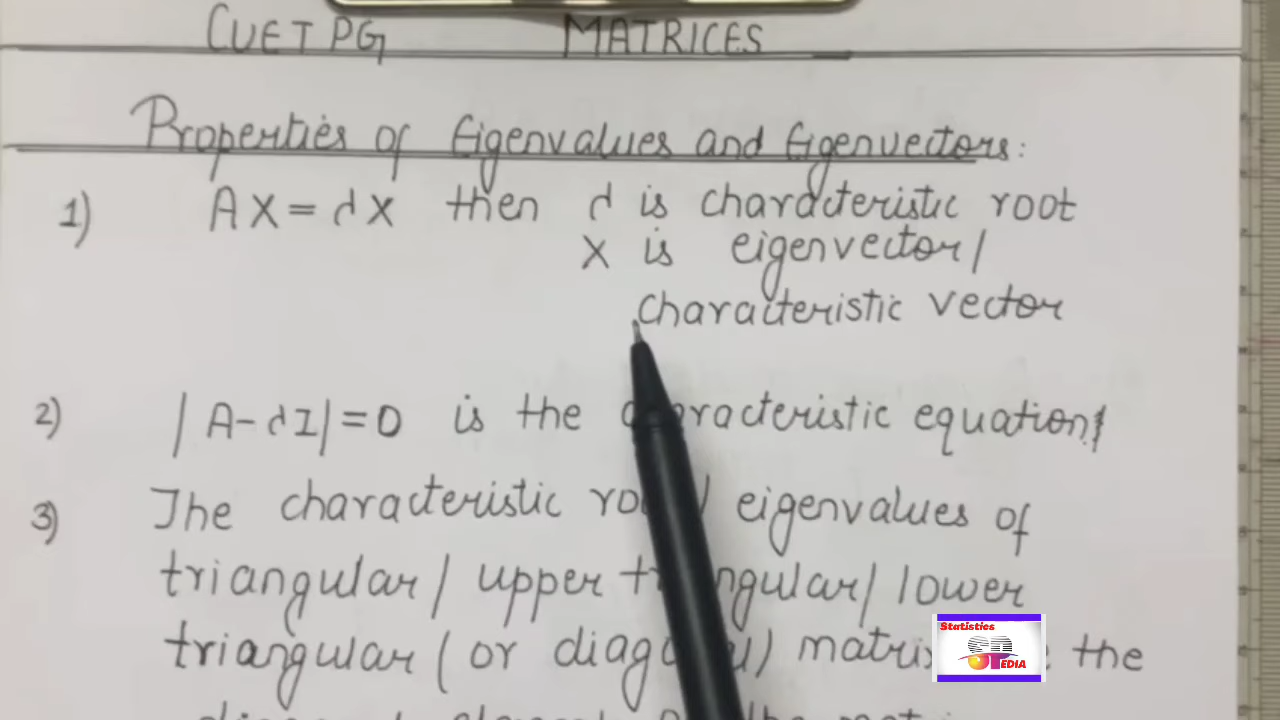 CUET PG MATRICES
Properties of Eigenvalues and Eigenvectors:
1) AX = λX then λ is characteristic root
X is eigenvector/
characteristic vector
2) |A-λI| = 0 is the characteristic equation
3) The characteristic eigenvalues of
triangular/ upper triangular/ lower
triangular (or diagonal) matrix the
Statistics
PEDIA